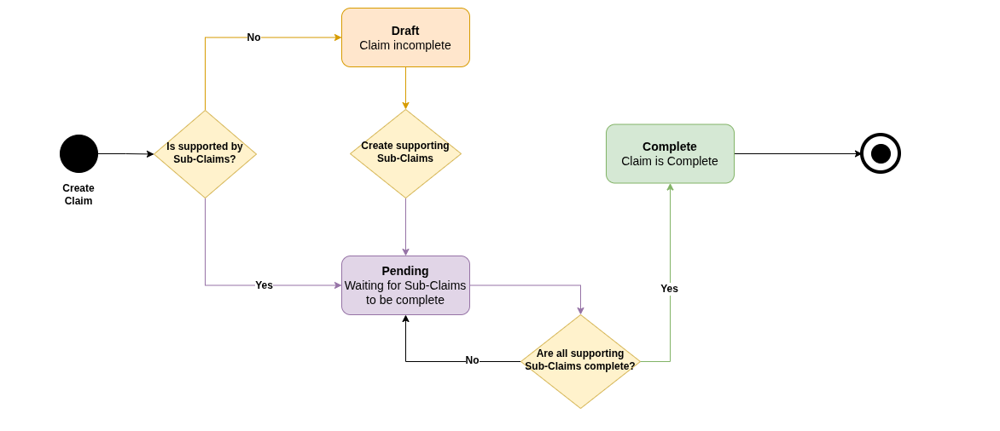 No
Draft
Claim incomplete
Is supported by
Sub-Claims?
Create supporting
Sub-Claims
Complete
Claim is Complete
Create
Claim
Yes
Pending
Waiting for Sub-Claims
to be complete
Yes
No
Are all supporting
Sub-Claims complete?